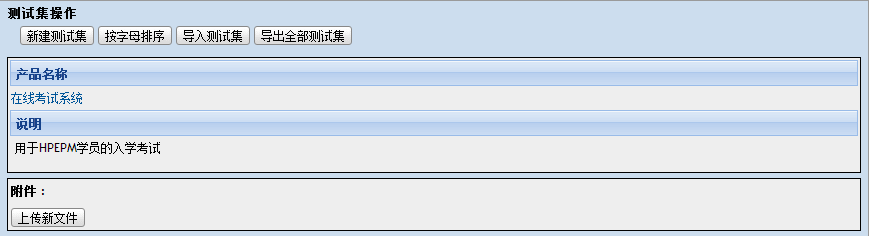 测试集操作
新建测试集 按字母排序 导入测试集 导出全部测试集
产品名称
在线考试系统
说明
用于HPEPM学员的入学考试
附件：
上传新文件